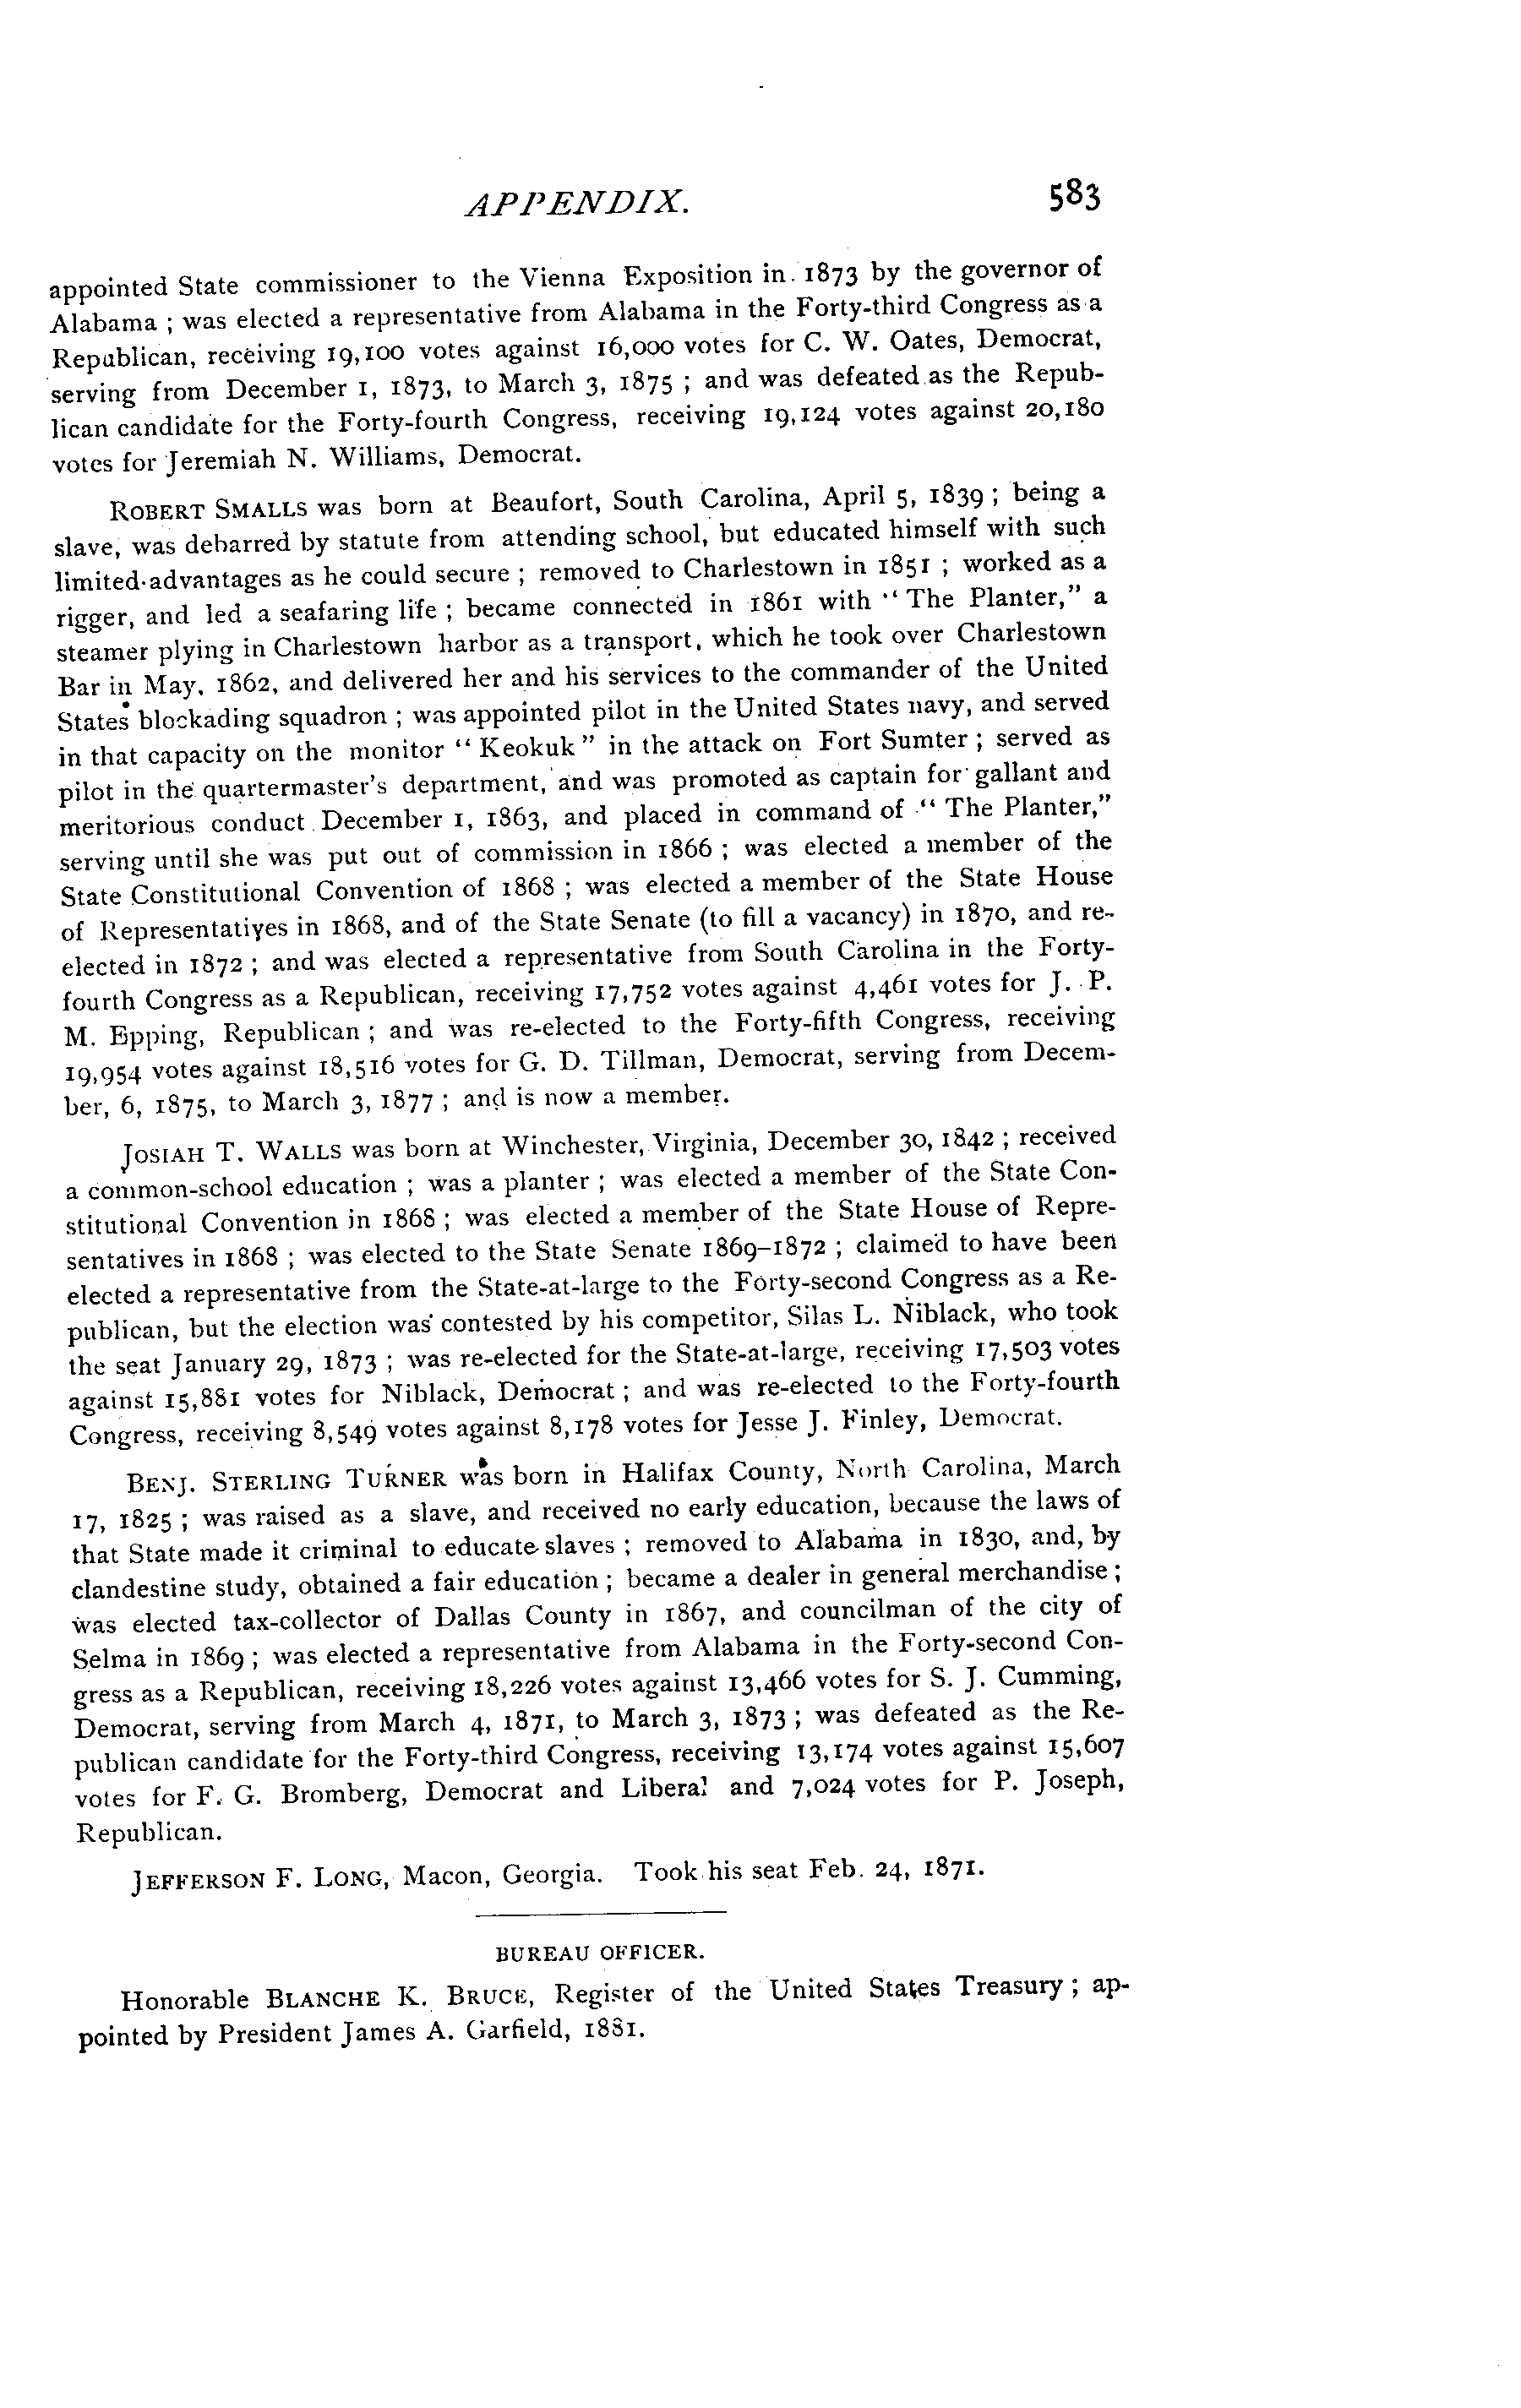 APPENDIX. 583
appointed State commissioner to the Vienna Exposition in 1873 by the governor of
Alabama ; was elected a representative from Alabama in the Forty-third Congress as a
Republican, receiving 19,100 votes against 16,000 votes for C. W. Oates, Democrat,
serving from December 1, 1873, to March 3, 1875 ; and was defeated as the Repub-
lican candidate for the Forty-fourth Congress, receiving 19,124 votes against 20,180
votes for Jeremiah N. Williams, Democrat.
ROBERT SMALLS was born at Beaufort, South Carolina, April 5, 1839 ; being a
slave, was debarred by statute from attending school, but educated himself with such
limited advantages as he could secure ; removed to Charlestown in 1851 ; worked as a
rigger, and led a seafaring life ; became connected in 1861 with "The Planter," a
steamer plying in Charlestown harbor as a transport, which he took over Charlestown
Bar in May, 1862, and delivered her and his services to the commander of the United
States blockading squadron ; was appointed pilot in the United States navy, and served
in that capacity on the monitor "Keokuk" in the attack on Fort Sumter ; served as
pilot in the quartermaster's department, and was promoted as captain for gallant and
meritorious conduct December 1, 1863, and placed in command of "The Planter,"
serving until she was put out of commission in 1866 ; was elected a member of the
State Constitutional Convention of 1868 ; was elected a member of the State House
of Representatives in 1868, and of the State Senate (to fill a vacancy) in 1870, and re-
elected in 1872 ; and was elected a representative from South Carolina in the Forty-
fourth Congress as a Republican, receiving 17,752 votes against 4,461 votes for J. P.
M. Epping, Republican ; and was re-elected to the Forty-fifth Congress, receiving
19,954 votes against 18,516 votes for G. D. Tillman, Democrat, serving from Decem-
ber, 6, 1875, to March 3, 1877 ; and is now a member.
JOSIAH T. WALLS was born at Winchester, Virginia, December 30, 1842 ; received
a common-school education ; was a planter ; was elected a member of the State Con-
stitutional Convention in 1868 ; was elected a member of the State House of Repre-
sentatives in 1868 ; was elected to the State Senate 1869–1872 ; claimed to have been
elected a representative from the State-at-large to the Forty-second Congress as a Re-
publican, but the election was contested by his competitor, Silas L. Niblack, who took
the seat January 29, 1873 ; was re-elected for the State-at-large, receiving 17,503 votes
against 15,881 votes for Niblack, Democrat ; and was re-elected to the Forty-fourth
Congress, receiving 8,549 votes against 8,178 votes for Jesse J. Finley, Democrat.
BENJ. STERLING TURNER was born in Halifax County, North Carolina, March
17, 1825 ; was raised as a slave, and received no early education, because the laws of
that State made it criminal to educate slaves ; removed to Alabama in 1830, and, by
clandestine study, obtained a fair education ; became a dealer in general merchandise ;
was elected tax-collector of Dallas County in 1867, and councilman of the city of
Selma in 1869 ; was elected a representative from Alabama in the Forty-second Con-
gress as a Republican, receiving 18,226 votes against 13,466 votes for S. J. Cumming,
Democrat, serving from March 4, 1871, to March 3, 1873 ; was defeated as the Re-
publican candidate for the Forty-third Congress, receiving 13,174 votes against 15,607
votes for F. G. Bromberg, Democrat and Liberal and 7,024 votes for P. Joseph,
Republican.
JEFFERSON F. LONG, Macon, Georgia. Took his seat Feb. 24, 1871.
BUREAU OFFICER.
Honorable BLANCHE K. BRUCE, Register of the United States Treasury ; ap-
pointed by President James A. Garfield, 1881.